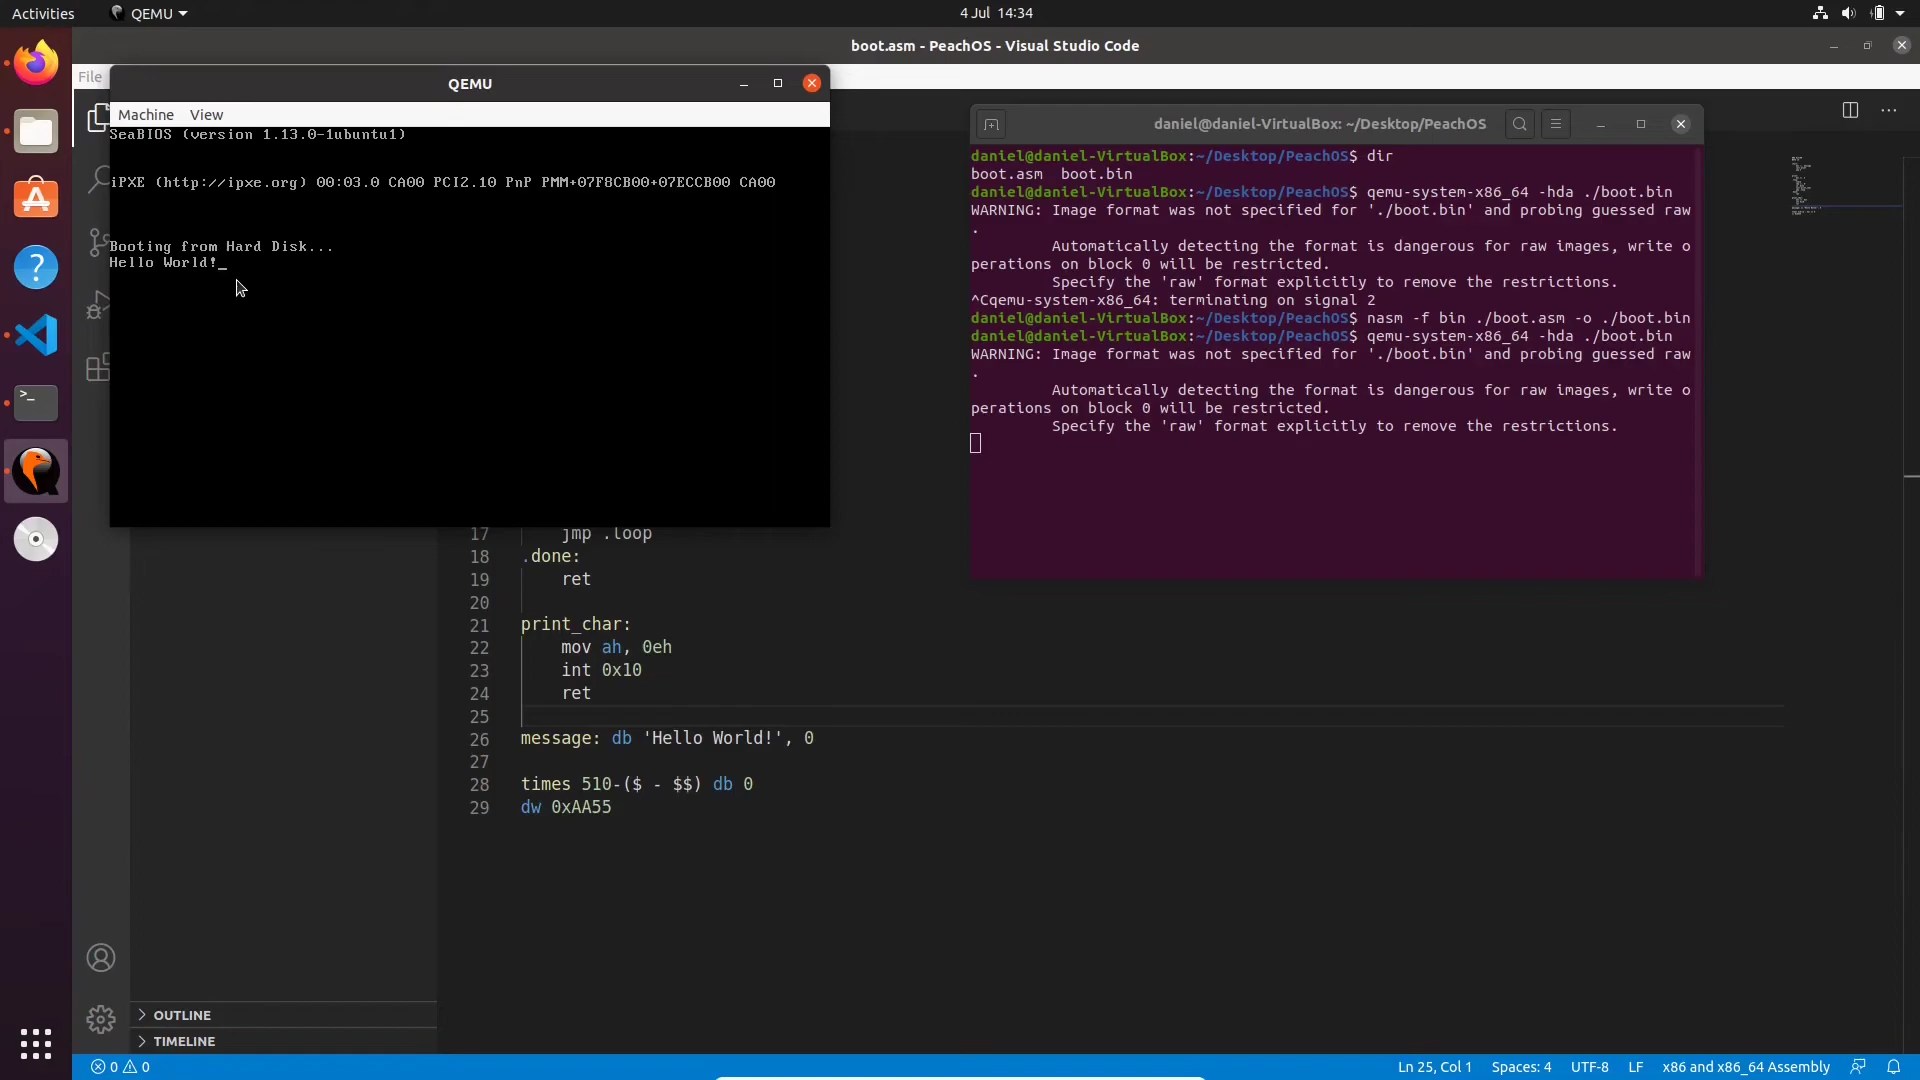 Activities QEMU 4 Jul 14:34
boot.asm - PeachOS - Visual Studio Code
File
QEMU
Machine View
SeaBIOS (version 1.13.0-1ubuntu1)
iPXE (http://ipxe.org) 00:03.0 CA00 PCI2.10 PnP PMM+07F8CB00+07ECCB00 CA00
Booting from Hard Disk...
Hello World!_
daniel@daniel-VirtualBox: ~/Desktop/PeachOS
daniel@daniel-VirtualBox:~/Desktop/PeachOS$ dir
boot.asm boot.bin
daniel@daniel-VirtualBox:~/Desktop/PeachOS$ qemu-system-x86_64 -hda ./boot.bin
WARNING: Image format was not specified for './boot.bin' and probing guessed raw
.
Automatically detecting the format is dangerous for raw images, write o
perations on block 0 will be restricted.
Specify the 'raw' format explicitly to remove the restrictions.
^Cqemu-system-x86_64: terminating on signal 2
daniel@daniel-VirtualBox:~/Desktop/PeachOS$ nasm -f bin ./boot.asm -o ./boot.bin
daniel@daniel-VirtualBox:~/Desktop/PeachOS$ qemu-system-x86_64 -hda ./boot.bin
WARNING: Image format was not specified for './boot.bin' and probing guessed raw
.
Automatically detecting the format is dangerous for raw images, write o
perations on block 0 will be restricted.
Specify the 'raw' format explicitly to remove the restrictions.
17 jmp .loop
18 .done:
19 ret
20
21 print_char:
22 mov ah, 0eh
23 int 0x10
24 ret
25
26 message: db 'Hello World!', 0
27
28 times 510-($ - $$) db 0
29 dw 0xAA55
OUTLINE
TIMELINE
0 0 Ln 25, Col 1 Spaces: 4 UTF-8 LF x86 and x86_64 Assembly